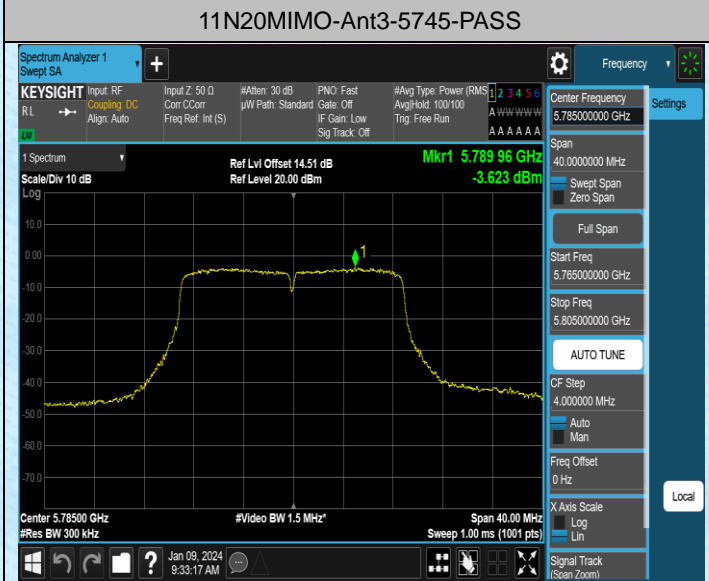 11N20MIMO-Ant3-5745-PASS
Spectrum Analyzer 1
Swept SA
Frequency
KEYSIGHT
RL
LXI
Input: RF
Coupling: DC
Align: Auto
Input Z: 50 Ω
Corr CCorr
Freq Ref: Int (S)
#Atten: 30 dB
µW Path: Standard
PNO: Fast
Gate: Off
IF Gain: Low
Sig Track: Off
#Avg Type: Power (RMS
Avg|Hold: 100/100
Trig: Free Run
1 2 3 4 5 6
A W W W W W
A A A A A A
Center Frequency
5.785000000 GHz
Settings
1 Spectrum
Scale/Div 10 dB
Ref Lvl Offset 14.51 dB
Ref Level 20.00 dBm
Mkr1 5.789 96 GHz
-3.623 dBm
Span
40.0000000 MHz
Swept Span
Zero Span
Full Span
Start Freq
5.765000000 GHz
Stop Freq
5.805000000 GHz
AUTO TUNE
CF Step
4.000000 MHz
Auto
Man
Freq Offset
0 Hz
X Axis Scale
Log
Lin
Signal Track
(Span Zoom)
Local
Log
10.0
0.00
-10.0
-20.0
-30.0
-40.0
-50.0
-60.0
-70.0
1
Center 5.78500 GHz
#Res BW 300 kHz
#Video BW 1.5 MHz*
Span 40.00 MHz
Sweep 1.00 ms (1001 pts)
?
Jan 09, 2024
9:33:17 AM